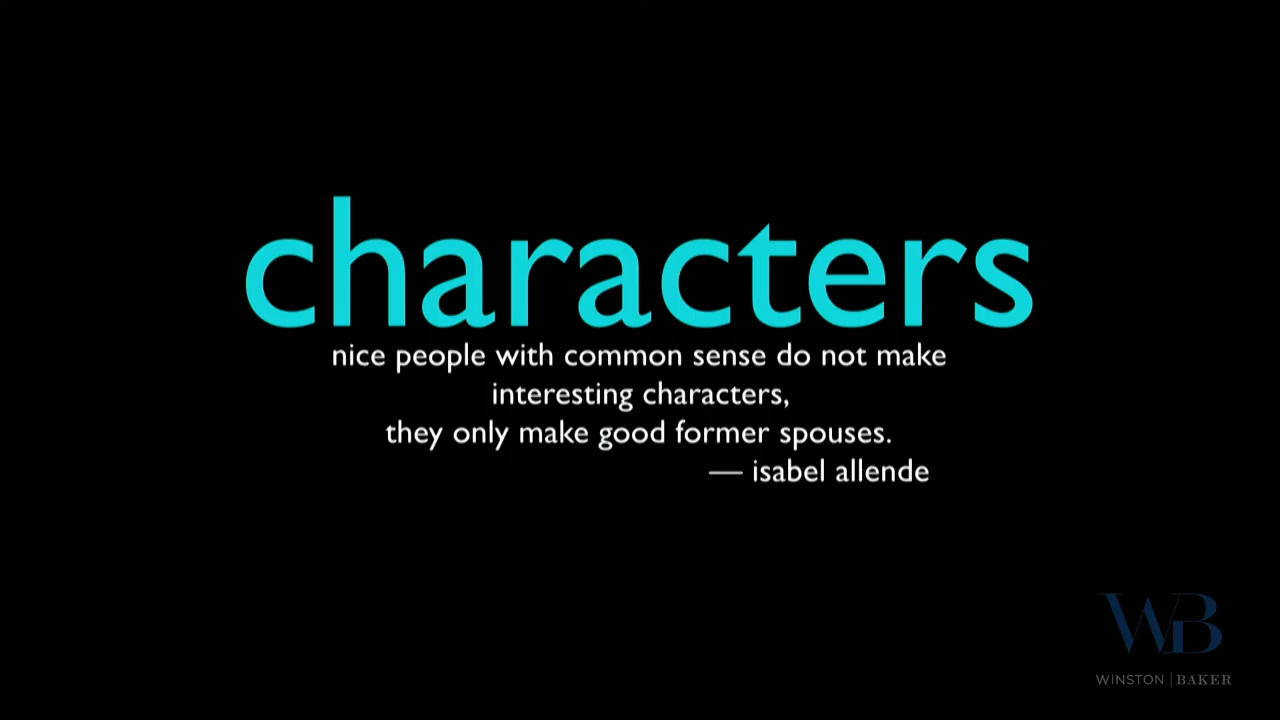 characters
nice people with common sense do not make
interesting characters,
they only make good former spouses.
— isabel allende
WB
WINSTON | BAKER